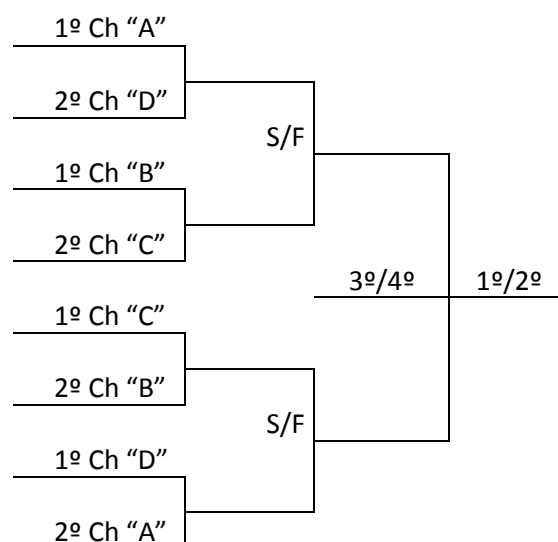 1º Ch “A”
2º Ch “D”
S/F
1º Ch “B”
2º Ch “C”
3º/4º 1º/2º
1º Ch “C”
2º Ch “B”
S/F
1º Ch “D”
2º Ch “A”